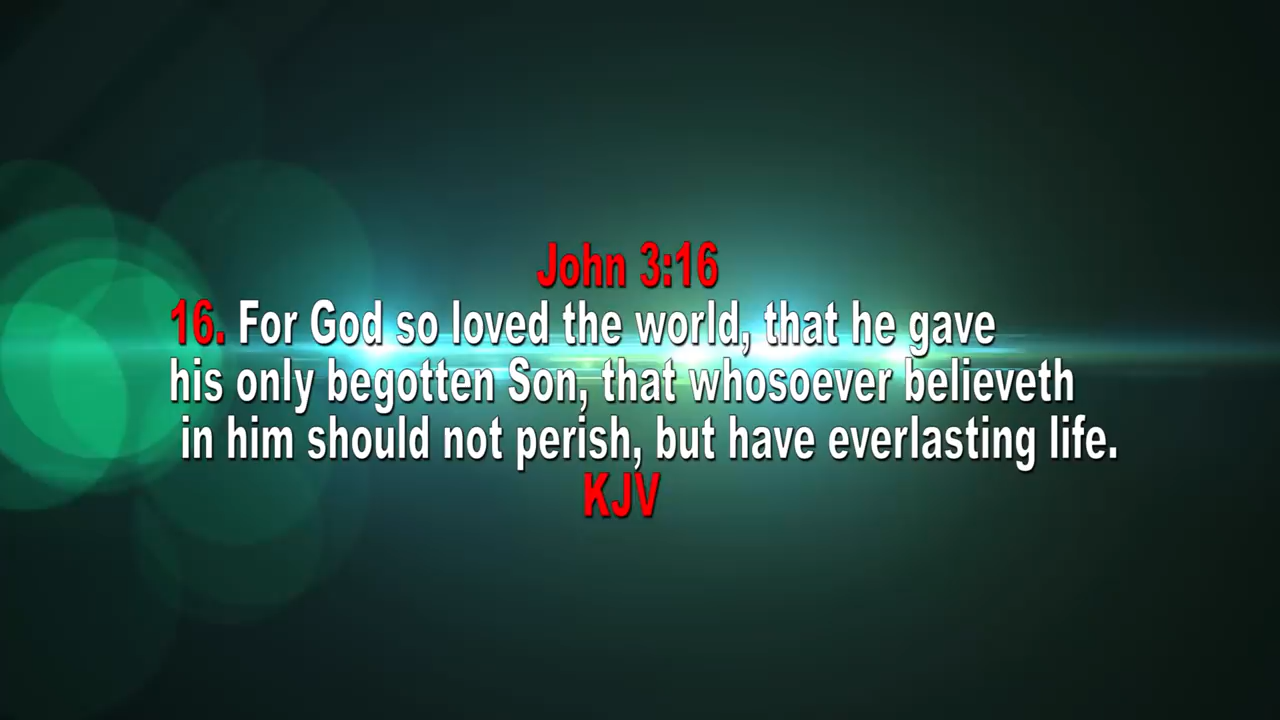 John 3:16
16. For God so loved the world, that he gave
his only begotten Son, that whosoever believeth
in him should not perish, but have everlasting life.
KJV